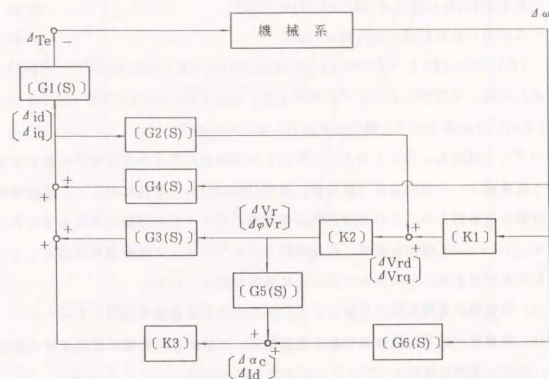 機 械 系
Δω
ΔTe
−
〔G1(S)〕
〔Δid Δiq〕
〔G2(S)〕
+
+
〔G4(S)〕
+
+
〔G3(S)〕
〔ΔVr ΔφVr〕
〔K2〕
+
+
〔ΔVrd ΔVrq〕
〔K1〕
〔G5(S)〕
〔K3〕
+
+
〔Δαc ΔId〕
〔G6(S)〕